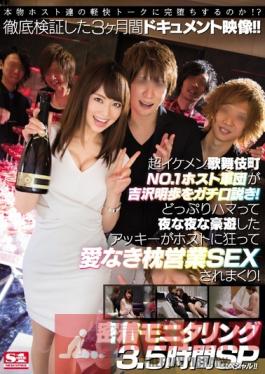 本物ホスト達の軽快トークに完堕ちするのか!?
徹底検証した3ヶ月間ドキュメント映像!!
超イケメン歌舞伎町
NO.1ホスト軍団が
吉沢明歩をガチ口説き!
どっぷりハマって
夜な夜な豪遊した
アッキーがホストに狂って
愛なき枕営業SEX
されまくり!
密着モニタリング
3.5時間SP
S1